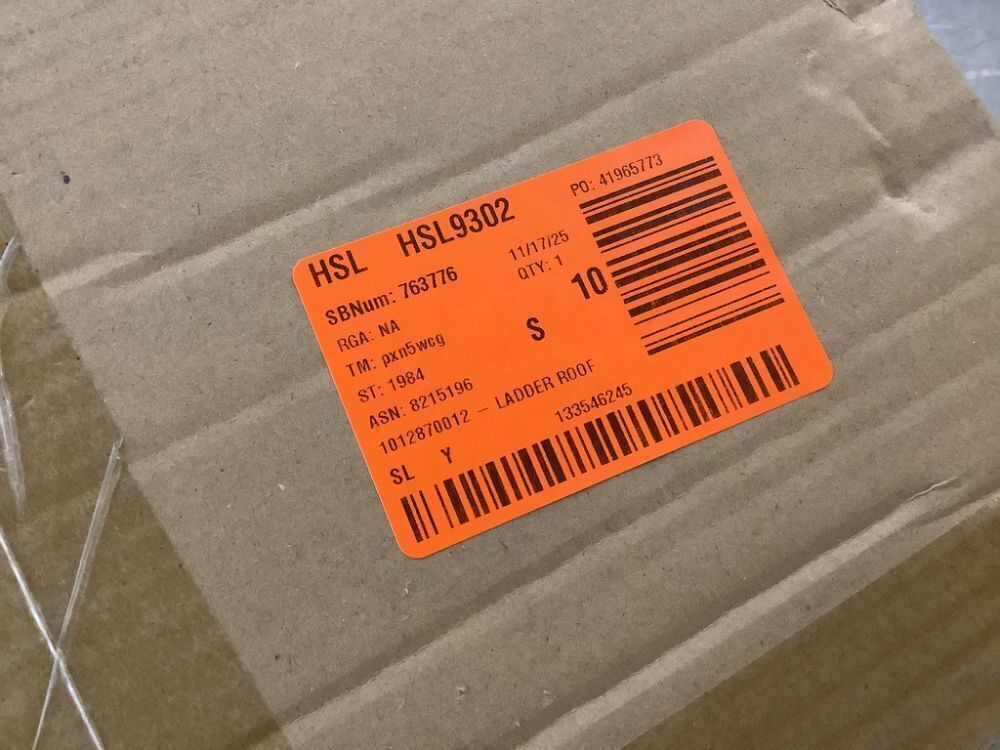 HSL HSL9302
PO: 41965773
SBNum: 763776
11/17/25
RGA: NA
QTY: 1
10
TM: pxn5wcg
S
ST: 1984
ASN: 8215196
1012870012 - LADDER ROOF
SL Y
133546245